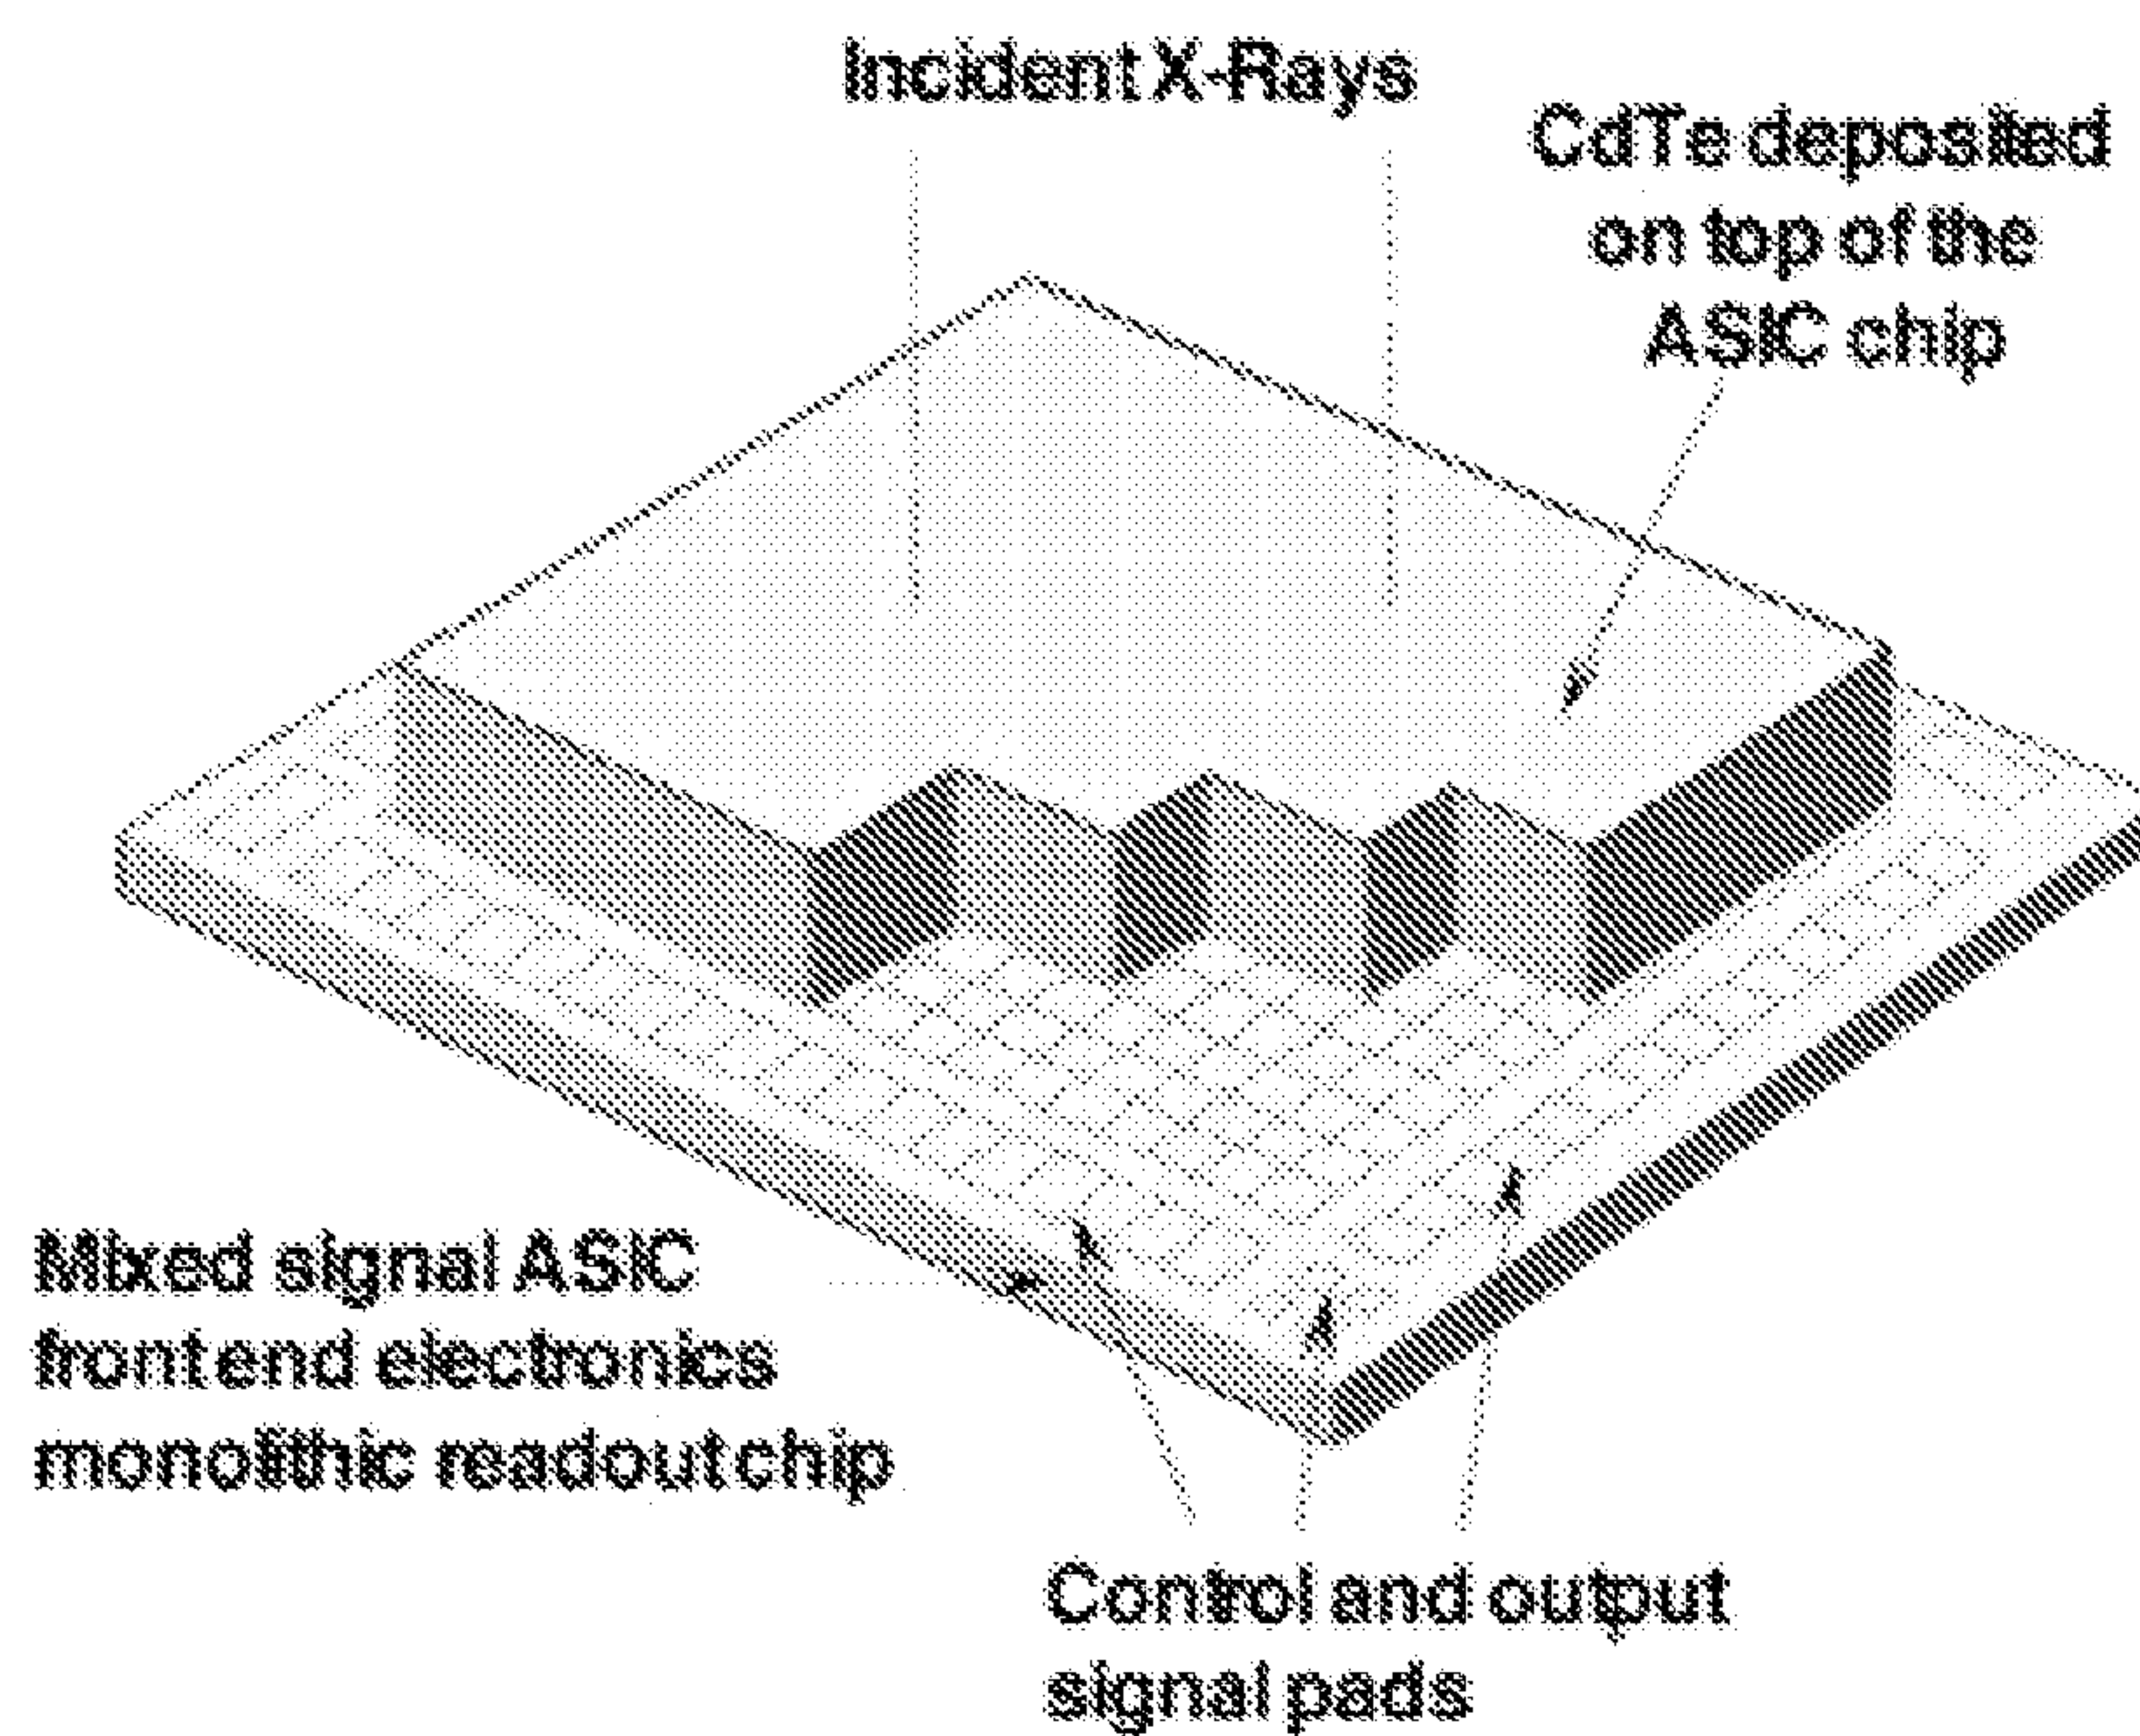 Incident X-Rays
CdTe deposited
on top of the
ASIC chip
Mixed signal ASIC
frontend electronics
monolithic readout chip
Control and output
signal pads